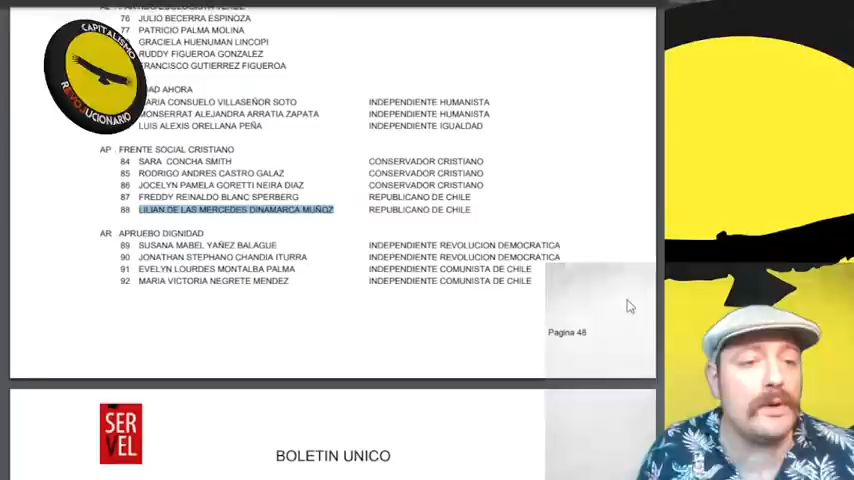 76 JULIO BECERRA ESPINOZA
77 PATRICIO PALMA MOLINA
GRACIELA HUENUMAN LINCOPI
RUDDY FIGUEROA GONZALEZ
FRANCISCO GUTIERREZ FIGUEROA
CAPITALISMO
REVOLUCIONARIO
DAD AHORA
MARIA CONSUELO VILLASEÑOR SOTO INDEPENDIENTE HUMANISTA
MONSERRAT ALEJANDRA ARRATIA ZAPATA INDEPENDIENTE HUMANISTA
LUIS ALEXIS ORELLANA PEÑA INDEPENDIENTE IGUALDAD
AP . FRENTE SOCIAL CRISTIANO
84 SARA CONCHA SMITH CONSERVADOR CRISTIANO
85 RODRIGO ANDRES CASTRO GALAZ CONSERVADOR CRISTIANO
86 JOCELYN PAMELA GORETTI NEIRA DIAZ CONSERVADOR CRISTIANO
87 FREDDY REINALDO BLANC SPERBERG REPUBLICANO DE CHILE
88 LILIAN DE LAS MERCEDES DINAMARCA MUÑOZ REPUBLICANO DE CHILE
AR APRUEBO DIGNIDAD
89 SUSANA MABEL YAÑEZ BALAGUE INDEPENDIENTE REVOLUCION DEMOCRATICA
90 JONATHAN STEPHANO CHANDIA ITURRA INDEPENDIENTE REVOLUCION DEMOCRATICA
91 EVELYN LOURDES MONTALBA PALMA INDEPENDIENTE COMUNISTA DE CHILE
92 MARIA VICTORIA NEGRETE MENDEZ INDEPENDIENTE COMUNISTA DE CHILE
Pagina 48
SER
VEL
BOLETIN UNICO